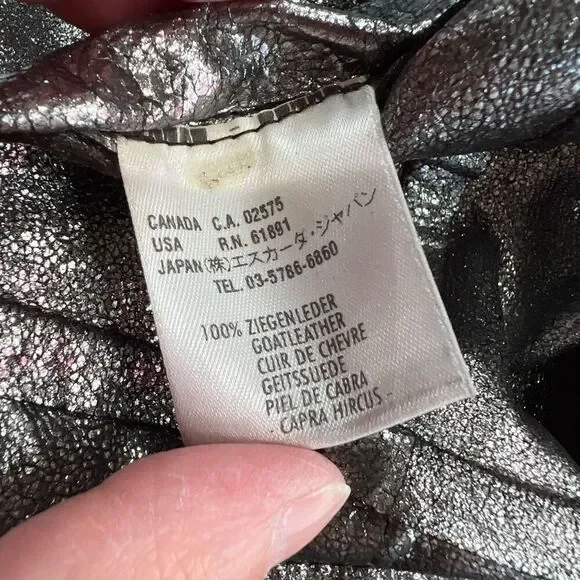 CANADA C.A. 02575
USA R.N. 61891
JAPAN (株)エスカーダ・ジャパン
TEL. 03-5766-6860
100% ZIEGENLEDER
GOATLEATHER
CUIR DE CHEVRE
GEITSSUEDE
PIEL DE CABRA
- CAPRA HIRCUS -